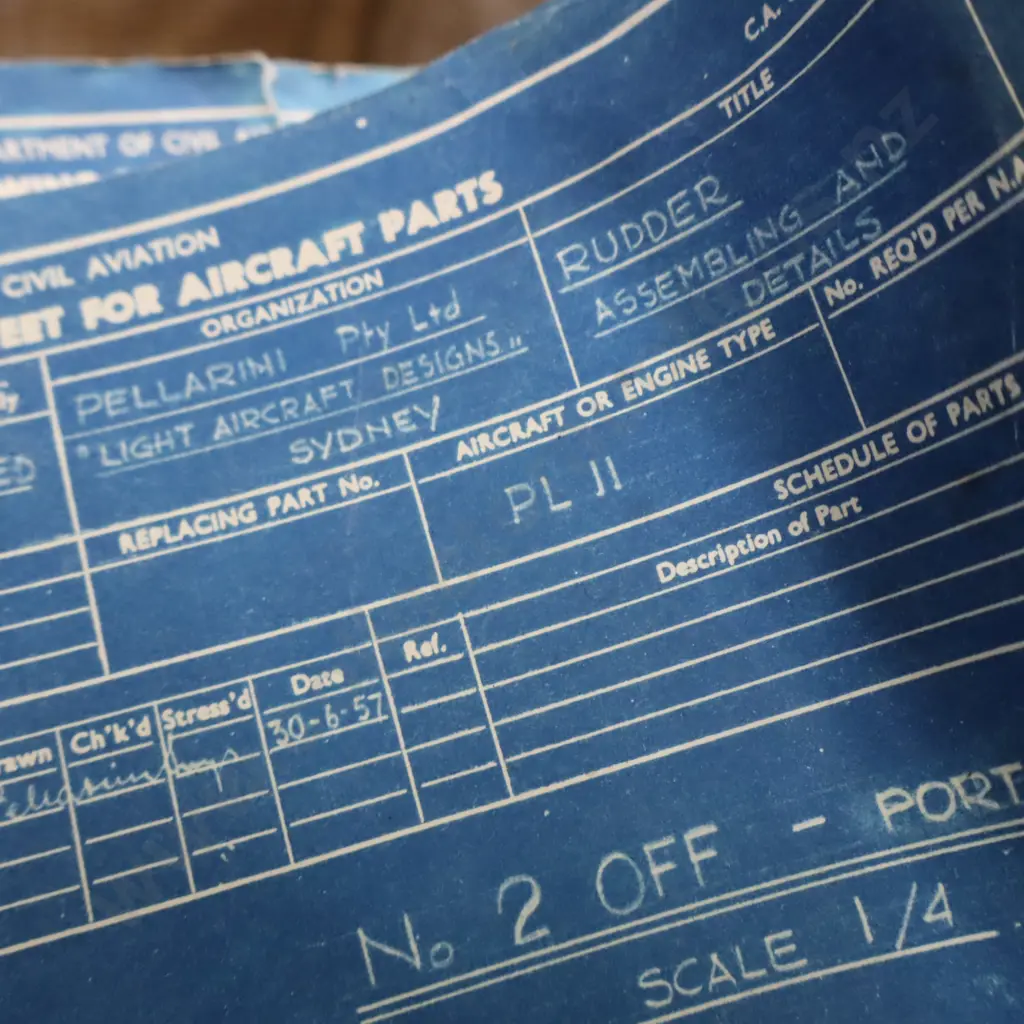 C.A.
ARTMENT OF CIVIL
CIVIL AVIATION
EET FOR AIRCRAFT PARTS
TITLE
RUDDER
ASSEMBLING AND
DETAILS
ORGANIZATION
PELLARINI Pty Ltd
"LIGHT AIRCRAFT DESIGNS"
SYDNEY
By
ED
No. REQ'D PER N.A
REPLACING PART No.
AIRCRAFT OR ENGINE TYPE
PL 11
SCHEDULE OF PARTS
Ref.
Description of Part
rawn
Ch'k'd
Stress'd
Date
30-6-57
No 2 OFF - PORT
SCALE 1/4